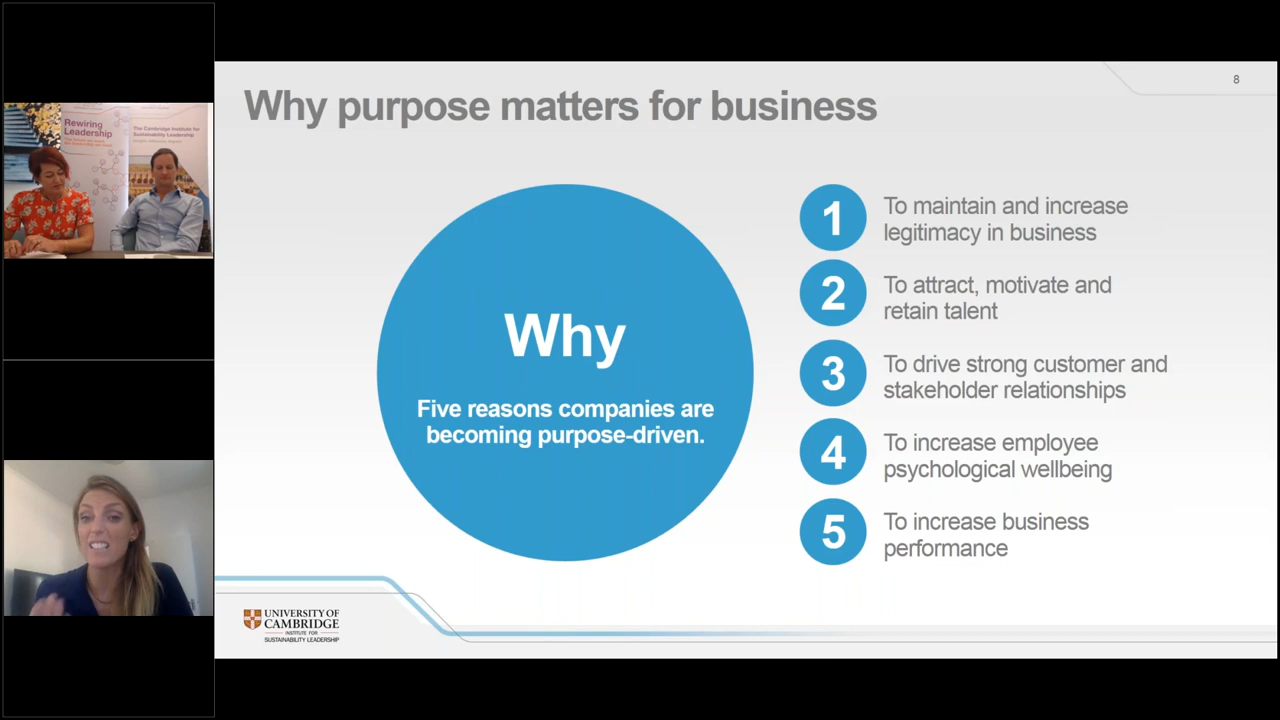 8
Why purpose matters for business
Why
Five reasons companies are
becoming purpose-driven.
1
To maintain and increase
legitimacy in business
2
To attract, motivate and
retain talent
3
To drive strong customer and
stakeholder relationships
4
To increase employee
psychological wellbeing
5
To increase business
performance
UNIVERSITY OF
CAMBRIDGE
INSTITUTE FOR
SUSTAINABILITY LEADERSHIP
Rewiring
Leadership
The Cambridge Institute for
Sustainability Leadership